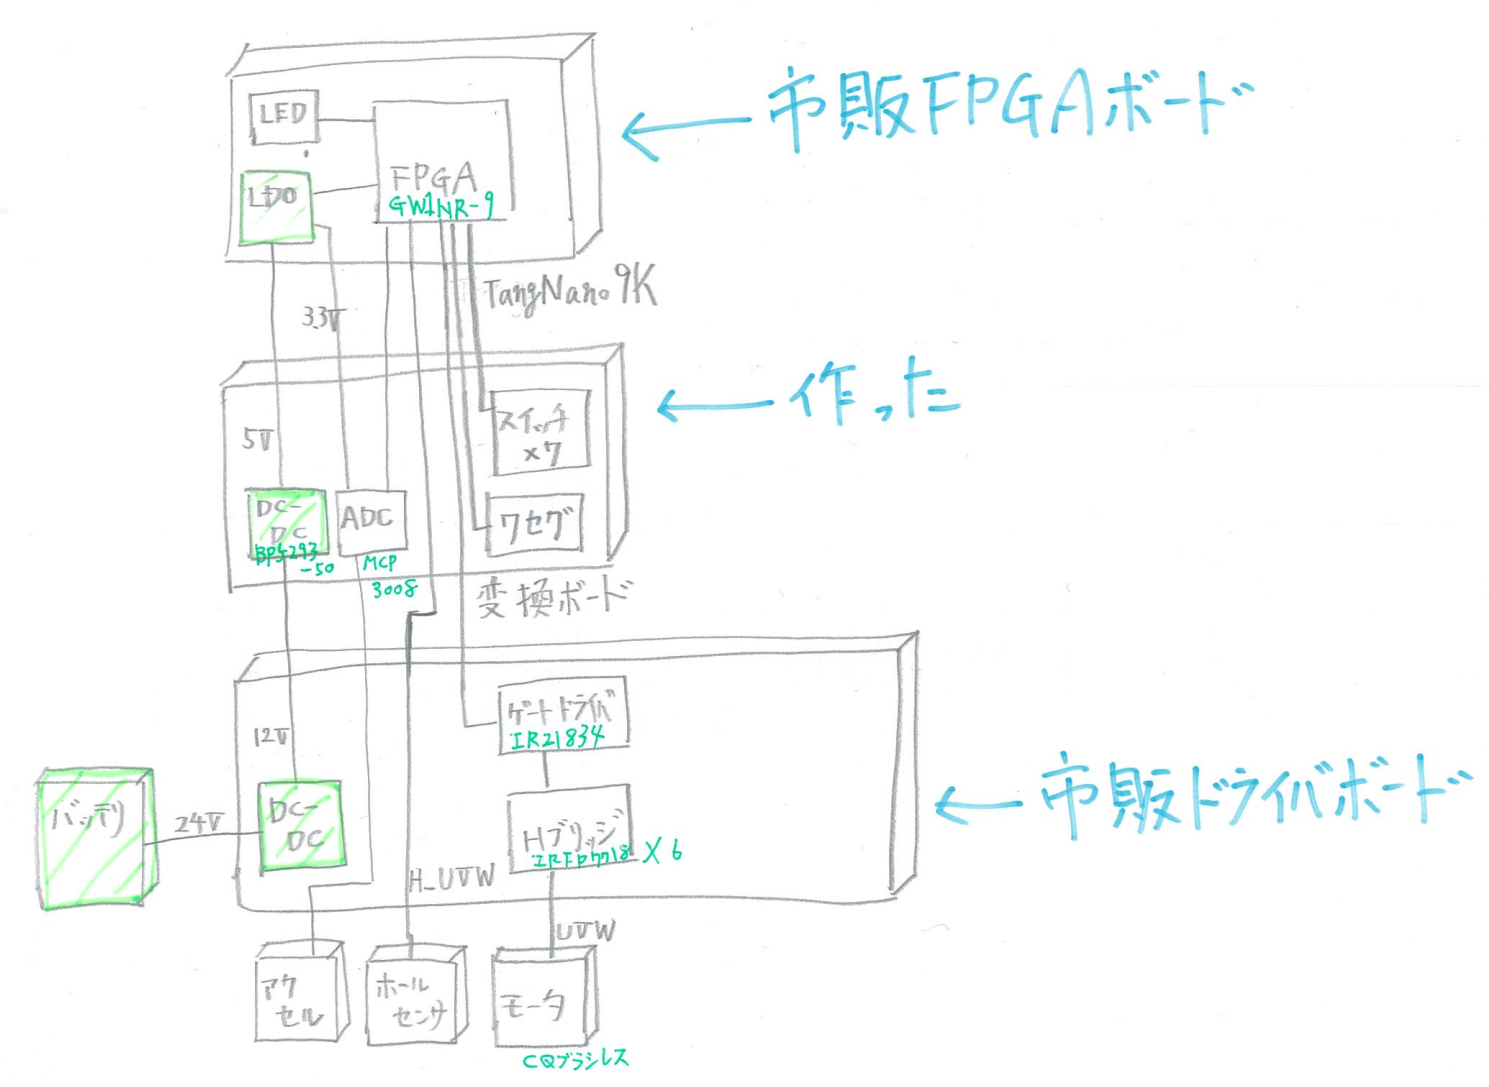 市販FPGAボード
LED
FPGA
GW1NR-9
LDO
TangNano9K
3.3V
作った
スイッチ
×7
5V
DC-
DC
BP5293
-50
ADC
MCP
3008
7セグ
変換ボード
ゲートドライバ
IR21834
12V
市販ドライバボード
バッテリ
24V
DC-
DC
Hブリッジ
×6
H_UVW
UVW
アク
セル
ホール
センサ
モータ
CQブラシレス